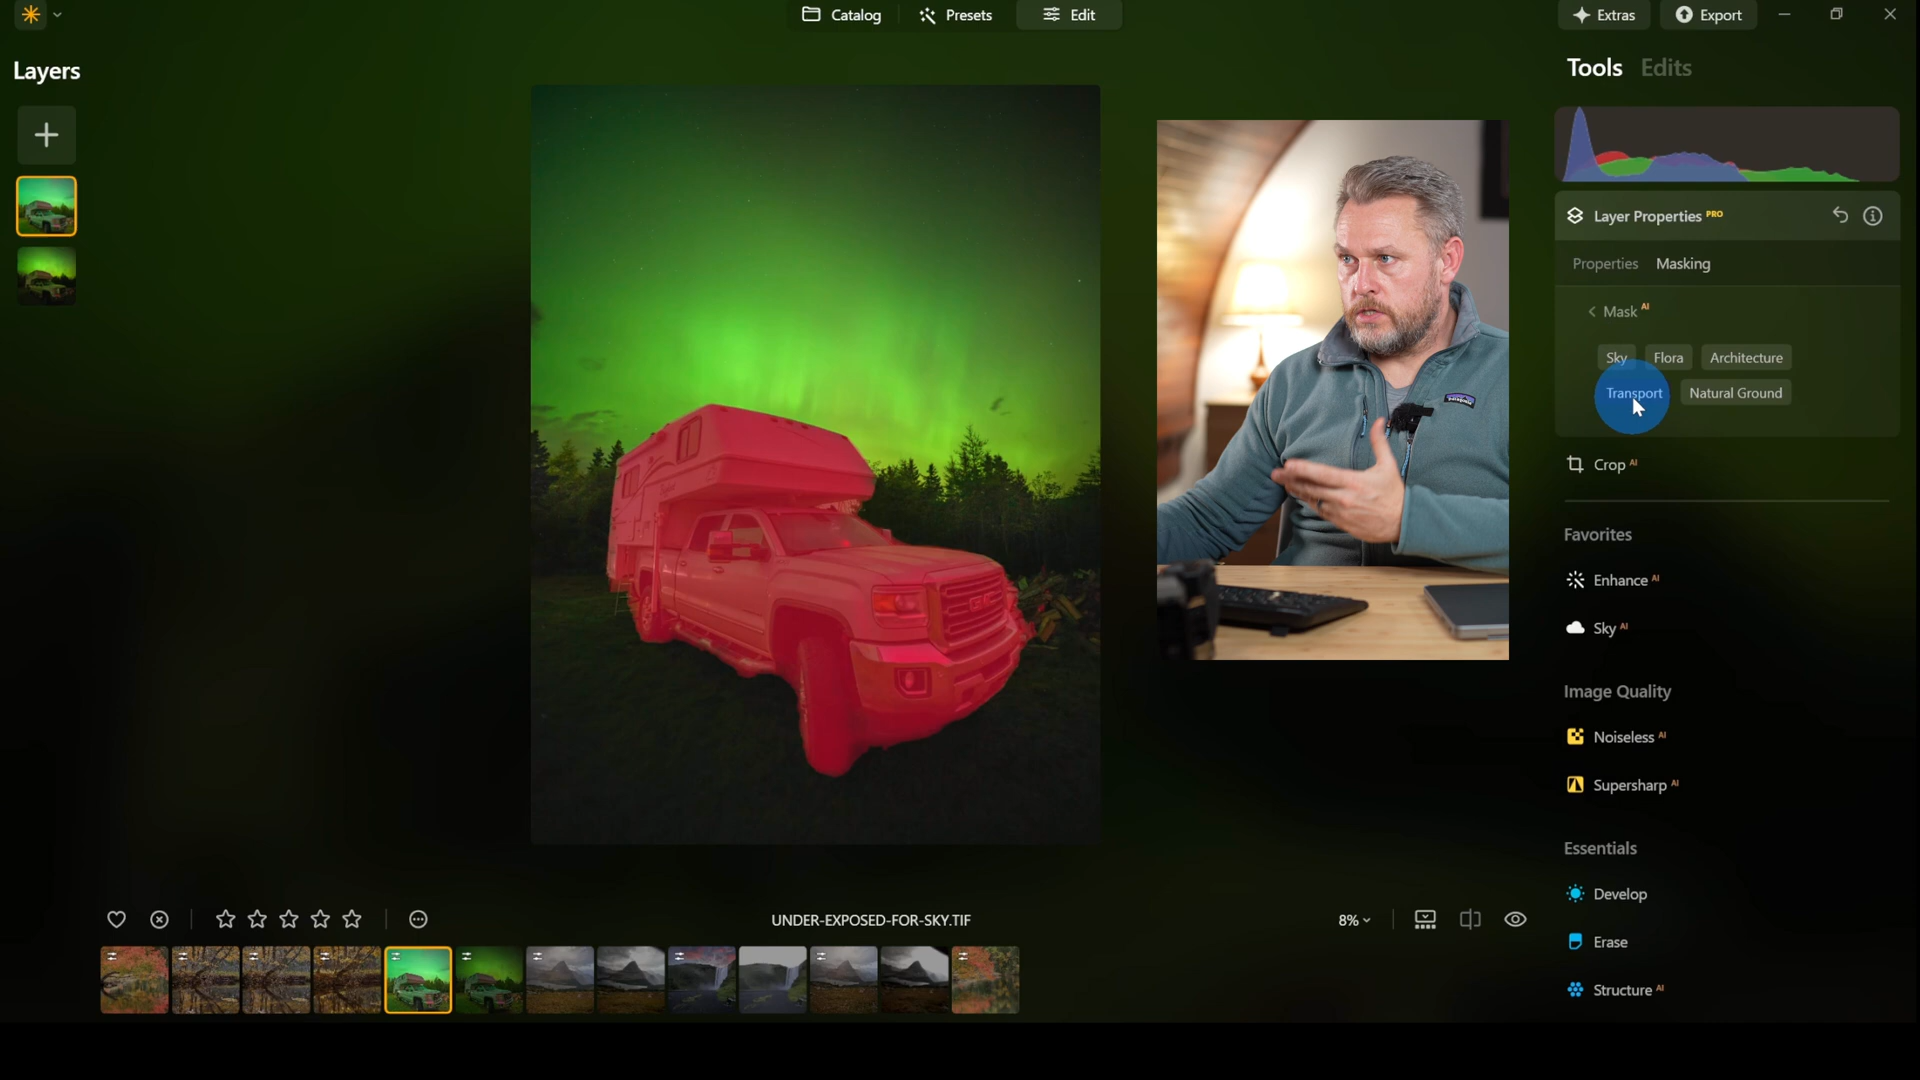 Catalog
Presets
Edit
Extras
Export
Layers
Tools Edits
Layer Properties PRO
Properties Masking
Mask AI
Sky Flora Architecture
Transport Natural Ground
Crop AI
Favorites
Enhance AI
Sky AI
Image Quality
Noiseless AI
Supersharp AI
Essentials
Develop
Erase
Structure AI
GMC
patagonia
UNDER-EXPOSED-FOR-SKY.TIF
8%